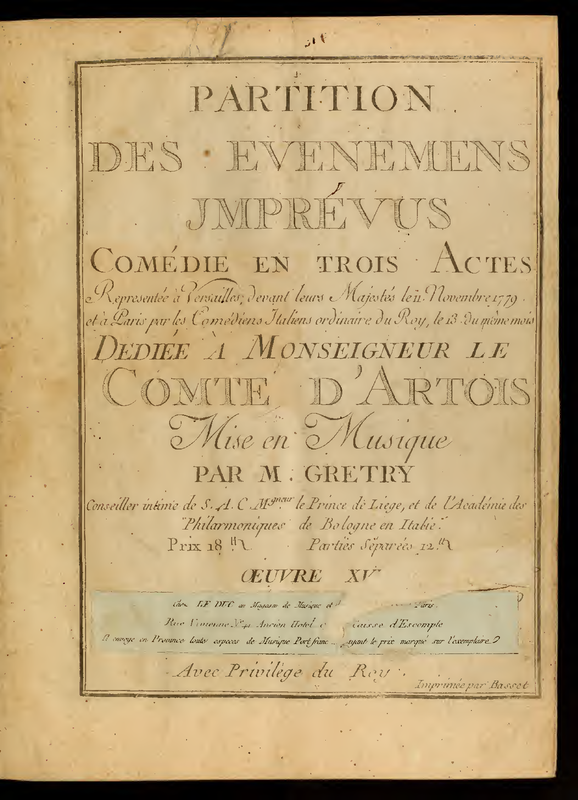 PARTITION
DES EVENEMENS
JMPRÉVUS
COMÉDIE EN TROIS ACTES
Representée à Versailles, devant leurs Majestés le 11 Novembre 1779.
et à Paris par les Comédiens Italiens ordinaire du Roy, le 13 du même mois
DEDIÉE À MONSEIGNEUR LE
COMTE D'ARTOIS
Mise en Musique
PAR M. GRETRY
Conseiller intime de S. A. C. Mgneur le Prince de Liege, et de l'Académie des
Philarmoniques de Bologne en Italie.
Prix 18 ᵗᵗ Parties Séparées 12 ᵗᵗ
ŒUVRE XV
Chez LE DUC au Magasin de Musique et Paris.
Rue Vivienne No. Ancien Hotel Caisse d'Escompte
Il envoye en Province toutes especes de Musique Port franc ayant le prix marqué sur l'exemplaire
Avec Privilège du Roy.
Imprimée par Basset